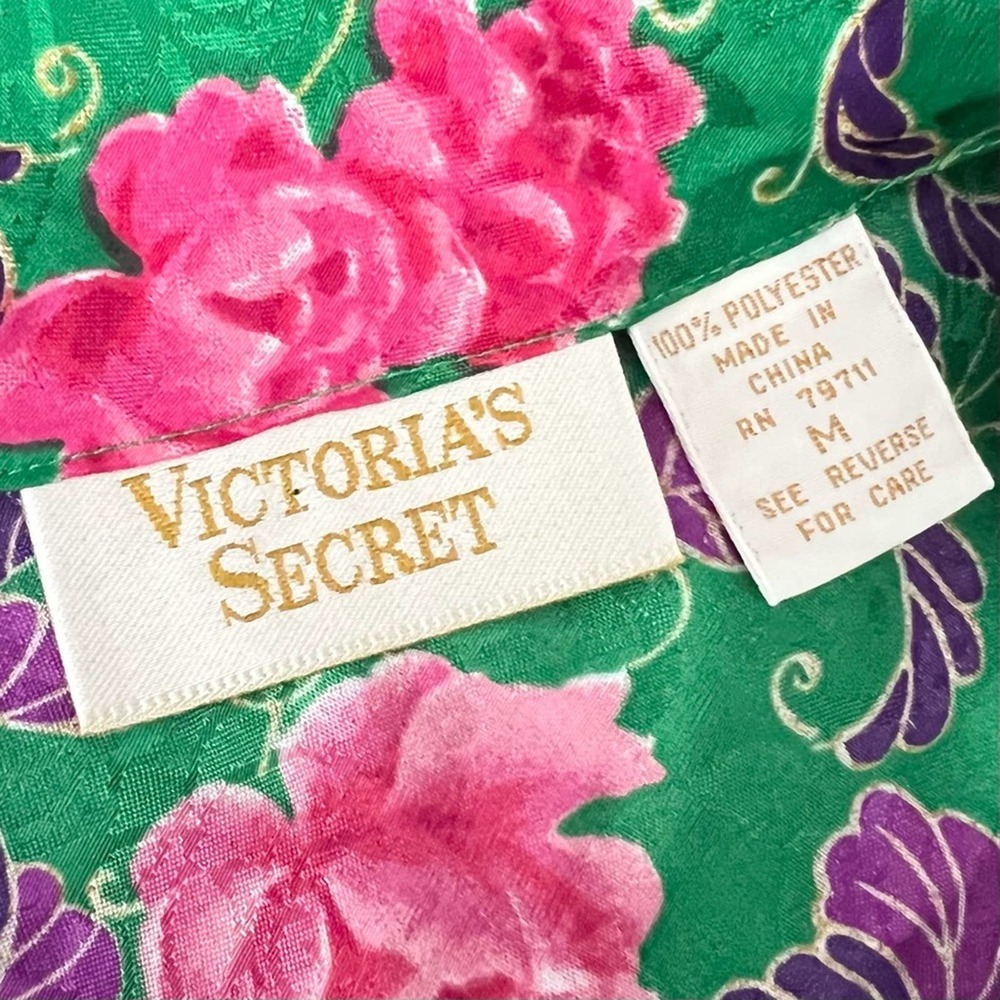 VICTORIA'S
SECRET
100% POLYESTER
MADE IN
CHINA
RN 79711
M
SEE REVERSE
FOR CARE